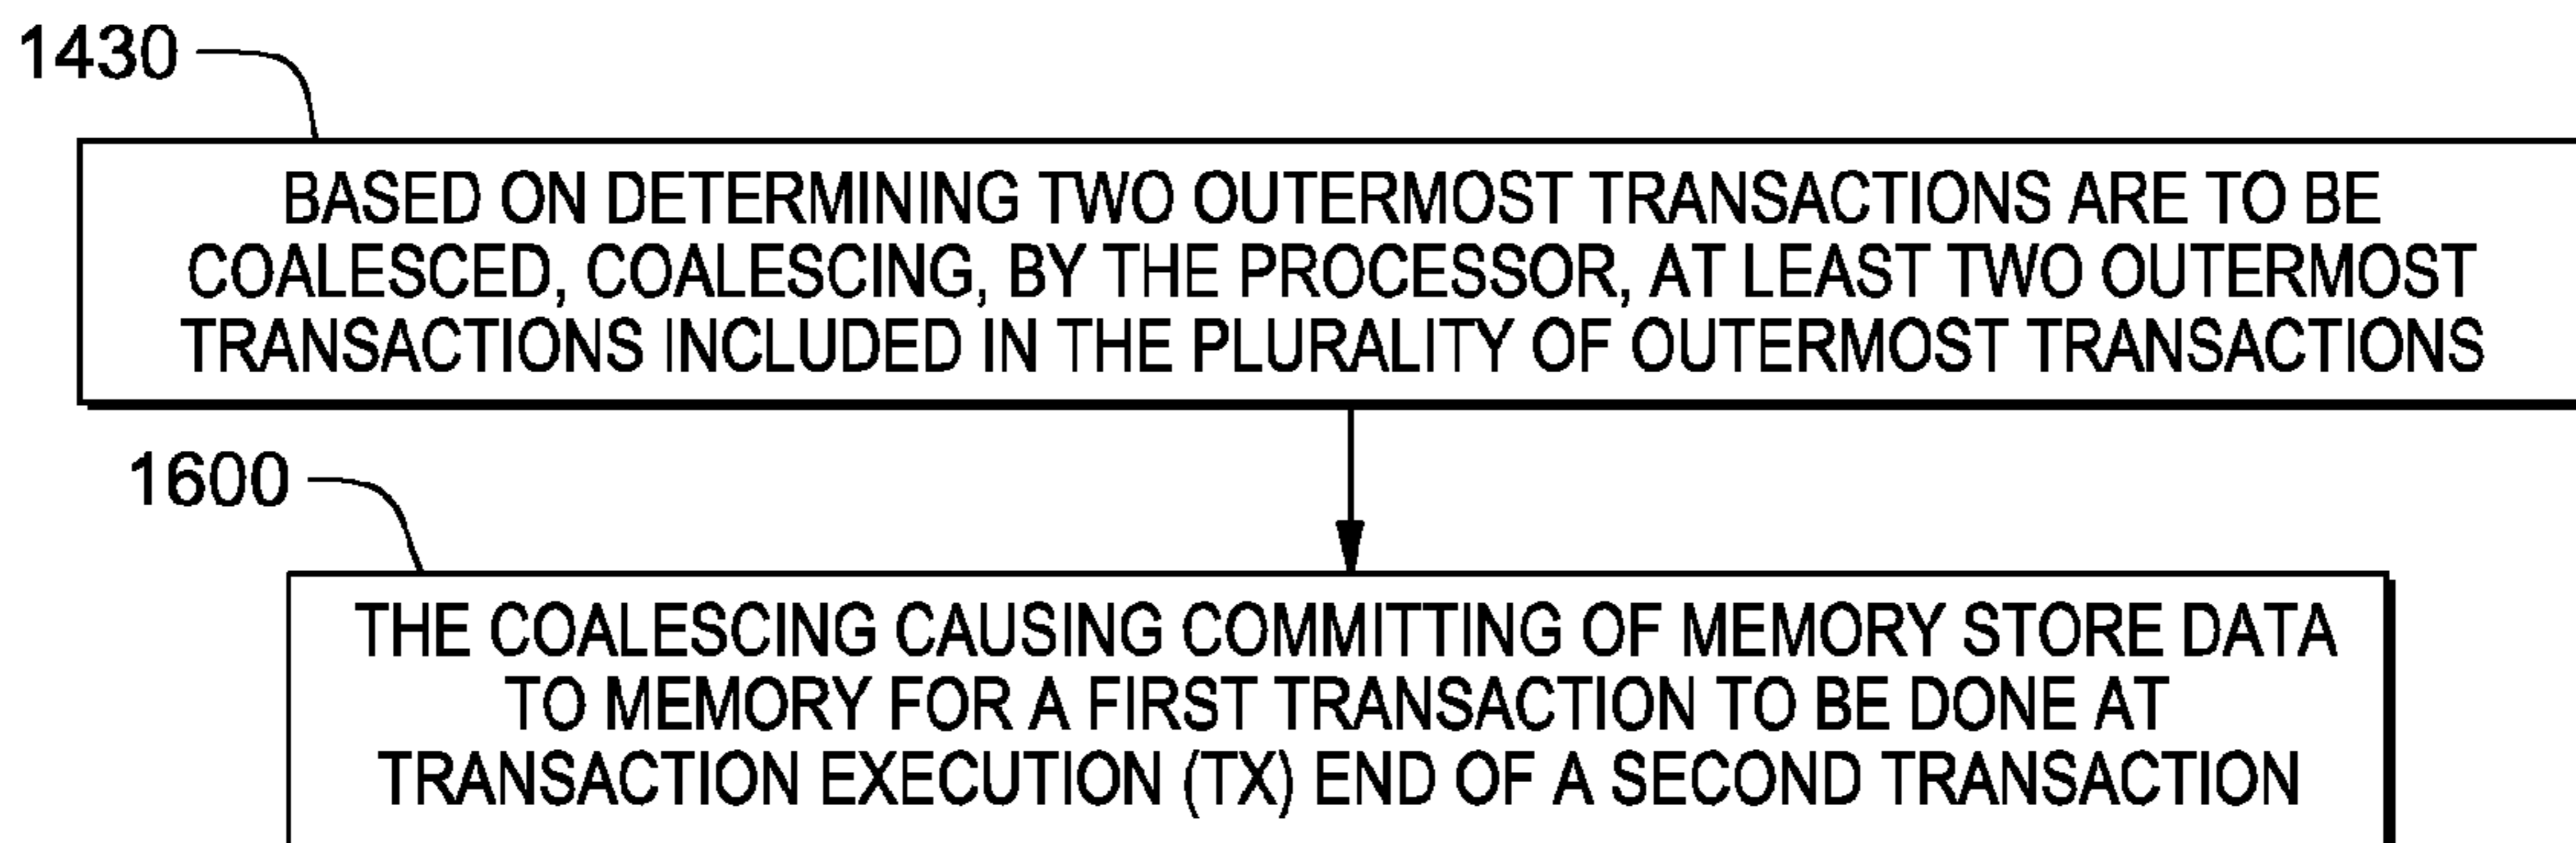 1430
BASED ON DETERMINING TWO OUTERMOST TRANSACTIONS ARE TO BE
COALESCED, COALESCING, BY THE PROCESSOR, AT LEAST TWO OUTERMOST
TRANSACTIONS INCLUDED IN THE PLURALITY OF OUTERMOST TRANSACTIONS
1600
THE COALESCING CAUSING COMMITTING OF MEMORY STORE DATA
TO MEMORY FOR A FIRST TRANSACTION TO BE DONE AT
TRANSACTION EXECUTION (TX) END OF A SECOND TRANSACTION